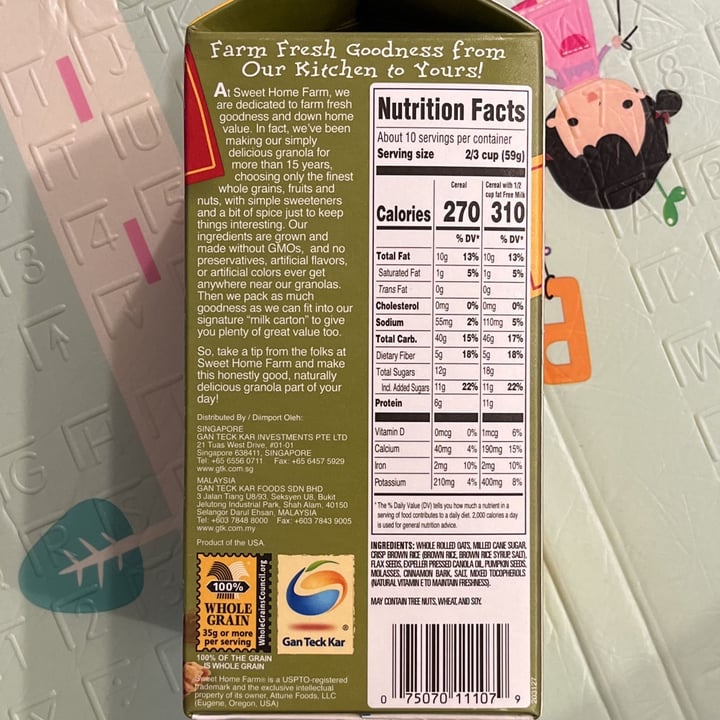 Farm Fresh Goodness from
Our Kitchen to Yours!
At Sweet Home Farm, we
are dedicated to farm fresh
goodness and down home
value. In fact, we've been
making our simply
delicious granola for
more than 15 years,
choosing only the finest
whole grains, fruits and
nuts, with simple sweeteners
and a bit of spice just to keep
things interesting. Our
ingredients are grown and
made without GMOs, and no
preservatives, artificial flavors,
or artificial colors ever get
anywhere near our granolas.
Then we pack as much
goodness as we can fit into our
signature "milk carton" to give
you plenty of great value too.
So, take a tip from the folks at
Sweet Home Farm and make
this honestly good, naturally
delicious granola part of your
day!
Distributed By / Diimport Oleh:
SINGAPORE
GAN TECK KAR INVESTMENTS PTE LTD
21 Tuas West Drive, #01-01
Singapore 638411, SINGAPORE
Tel: +65 6556 0711 Fax: +65 6457 5929
www.gtk.com.sg
MALAYSIA
GAN TECK KAR FOODS SDN BHD
3 Jalan Tiang U8/93, Seksyen U8, Bukit
Jelutong Industrial Park, Shah Alam, 40150
Selangor Darul Ehsan, MALAYSIA
Tel: +603 7848 8000 Fax: +603 7843 9005
www.gtk.com.my
Product of the USA
100%
WHOLE
GRAIN
35g or more
per serving
WholeGrainsCouncil.org
Gan Teck Kar
®
100% OF THE GRAIN
IS WHOLE GRAIN
Sweet Home Farm® is a USPTO-registered
trademark and the exclusive intellectual
property of its owner, Attune Foods, LLC
(Eugene, Oregon, USA)
Nutrition Facts
About 10 servings per container
Serving size 2/3 cup (59g)
Cereal Cereal with 1/2
cup fat Free Milk
Calories 270 310
% DV* % DV*
Total Fat 10g 13% 10g 13%
Saturated Fat 1g 5% 1g 5%
Trans Fat 0g 0g
Cholesterol 0mg 0% 0mg 0%
Sodium 55mg 2% 110mg 5%
Total Carb. 40g 15% 46g 17%
Dietary Fiber 5g 18% 5g 18%
Total Sugars 12g 18g
Incl. Added Sugars 11g 22% 11g 22%
Protein 6g 11g
Vitamin D 0mcg 0% 1mcg 6%
Calcium 40mg 4% 190mg 15%
Iron 2mg 10% 2mg 10%
Potassium 210mg 4% 400mg 8%
* The % Daily Value (DV) tells you how much a nutrient in a
serving of food contributes to a daily diet. 2,000 calories a day
is used for general nutrition advice.
INGREDIENTS: WHOLE ROLLED OATS, MILLED CANE SUGAR,
CRISP BROWN RICE (BROWN RICE, BROWN RICE SYRUP, SALT),
FLAX SEEDS, EXPELLER PRESSED CANOLA OIL, PUMPKIN SEEDS,
MOLASSES, CINNAMON BARK, SALT, MIXED TOCOPHEROLS
(NATURAL VITAMIN E TO MAINTAIN FRESHNESS).
MAY CONTAIN TREE NUTS, WHEAT, AND SOY.
0 75070 11107 9
203127